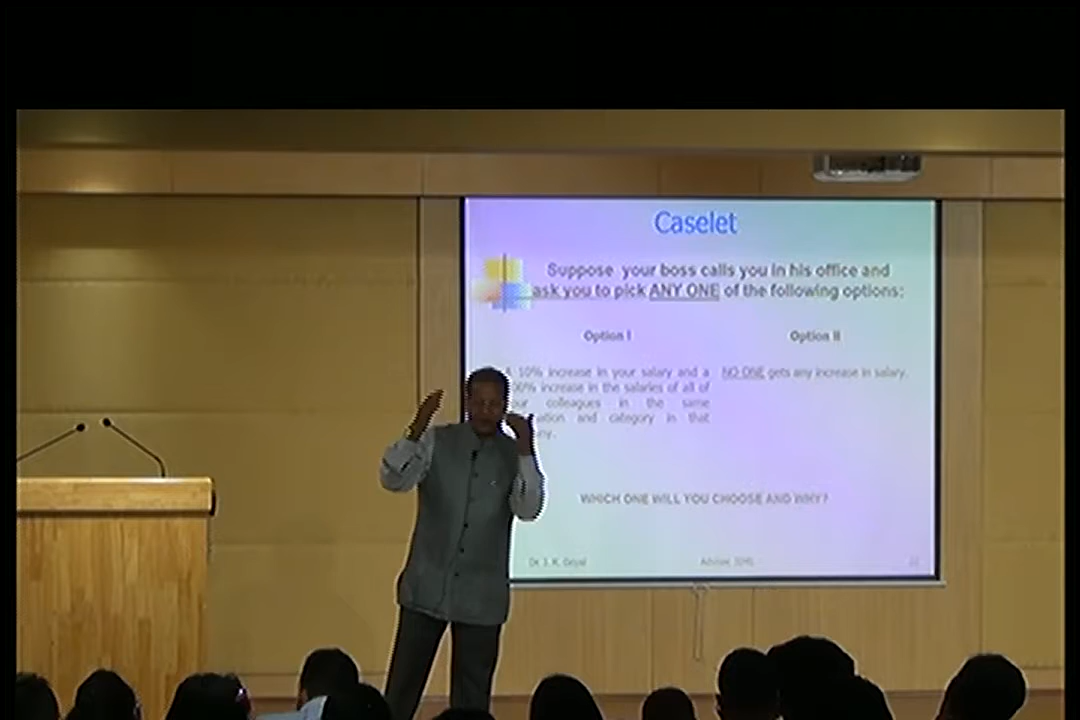 Caselet
Suppose your boss calls you in his office and
ask you to pick ANY ONE of the following options:
Option I
Option II
10% increase in your salary and a
increase in the salaries of all of
colleagues in the same
and category in that
NO ONE gets any increase in salary.
WHICH ONE WILL YOU CHOOSE AND WHY?
Dr. J. K. Goyal